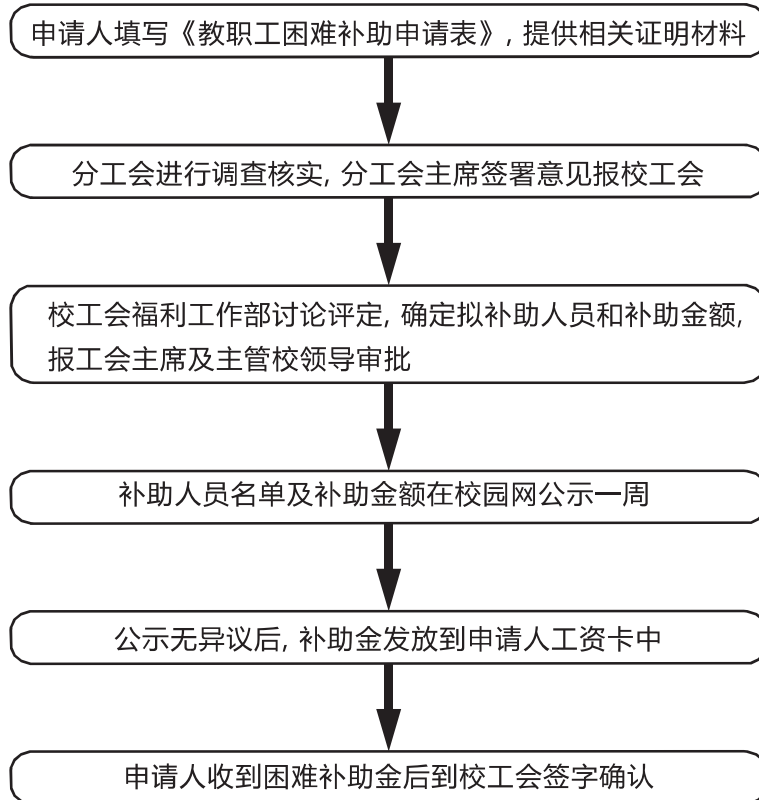 申请人填写《教职工困难补助申请表》, 提供相关证明材料
分工会进行调查核实, 分工会主席签署意见报校工会
校工会福利工作部讨论评定, 确定拟补助人员和补助金额,
报工会主席及主管校领导审批
补助人员名单及补助金额在校园网公示一周
公示无异议后, 补助金发放到申请人工资卡中
申请人收到困难补助金后到校工会签字确认